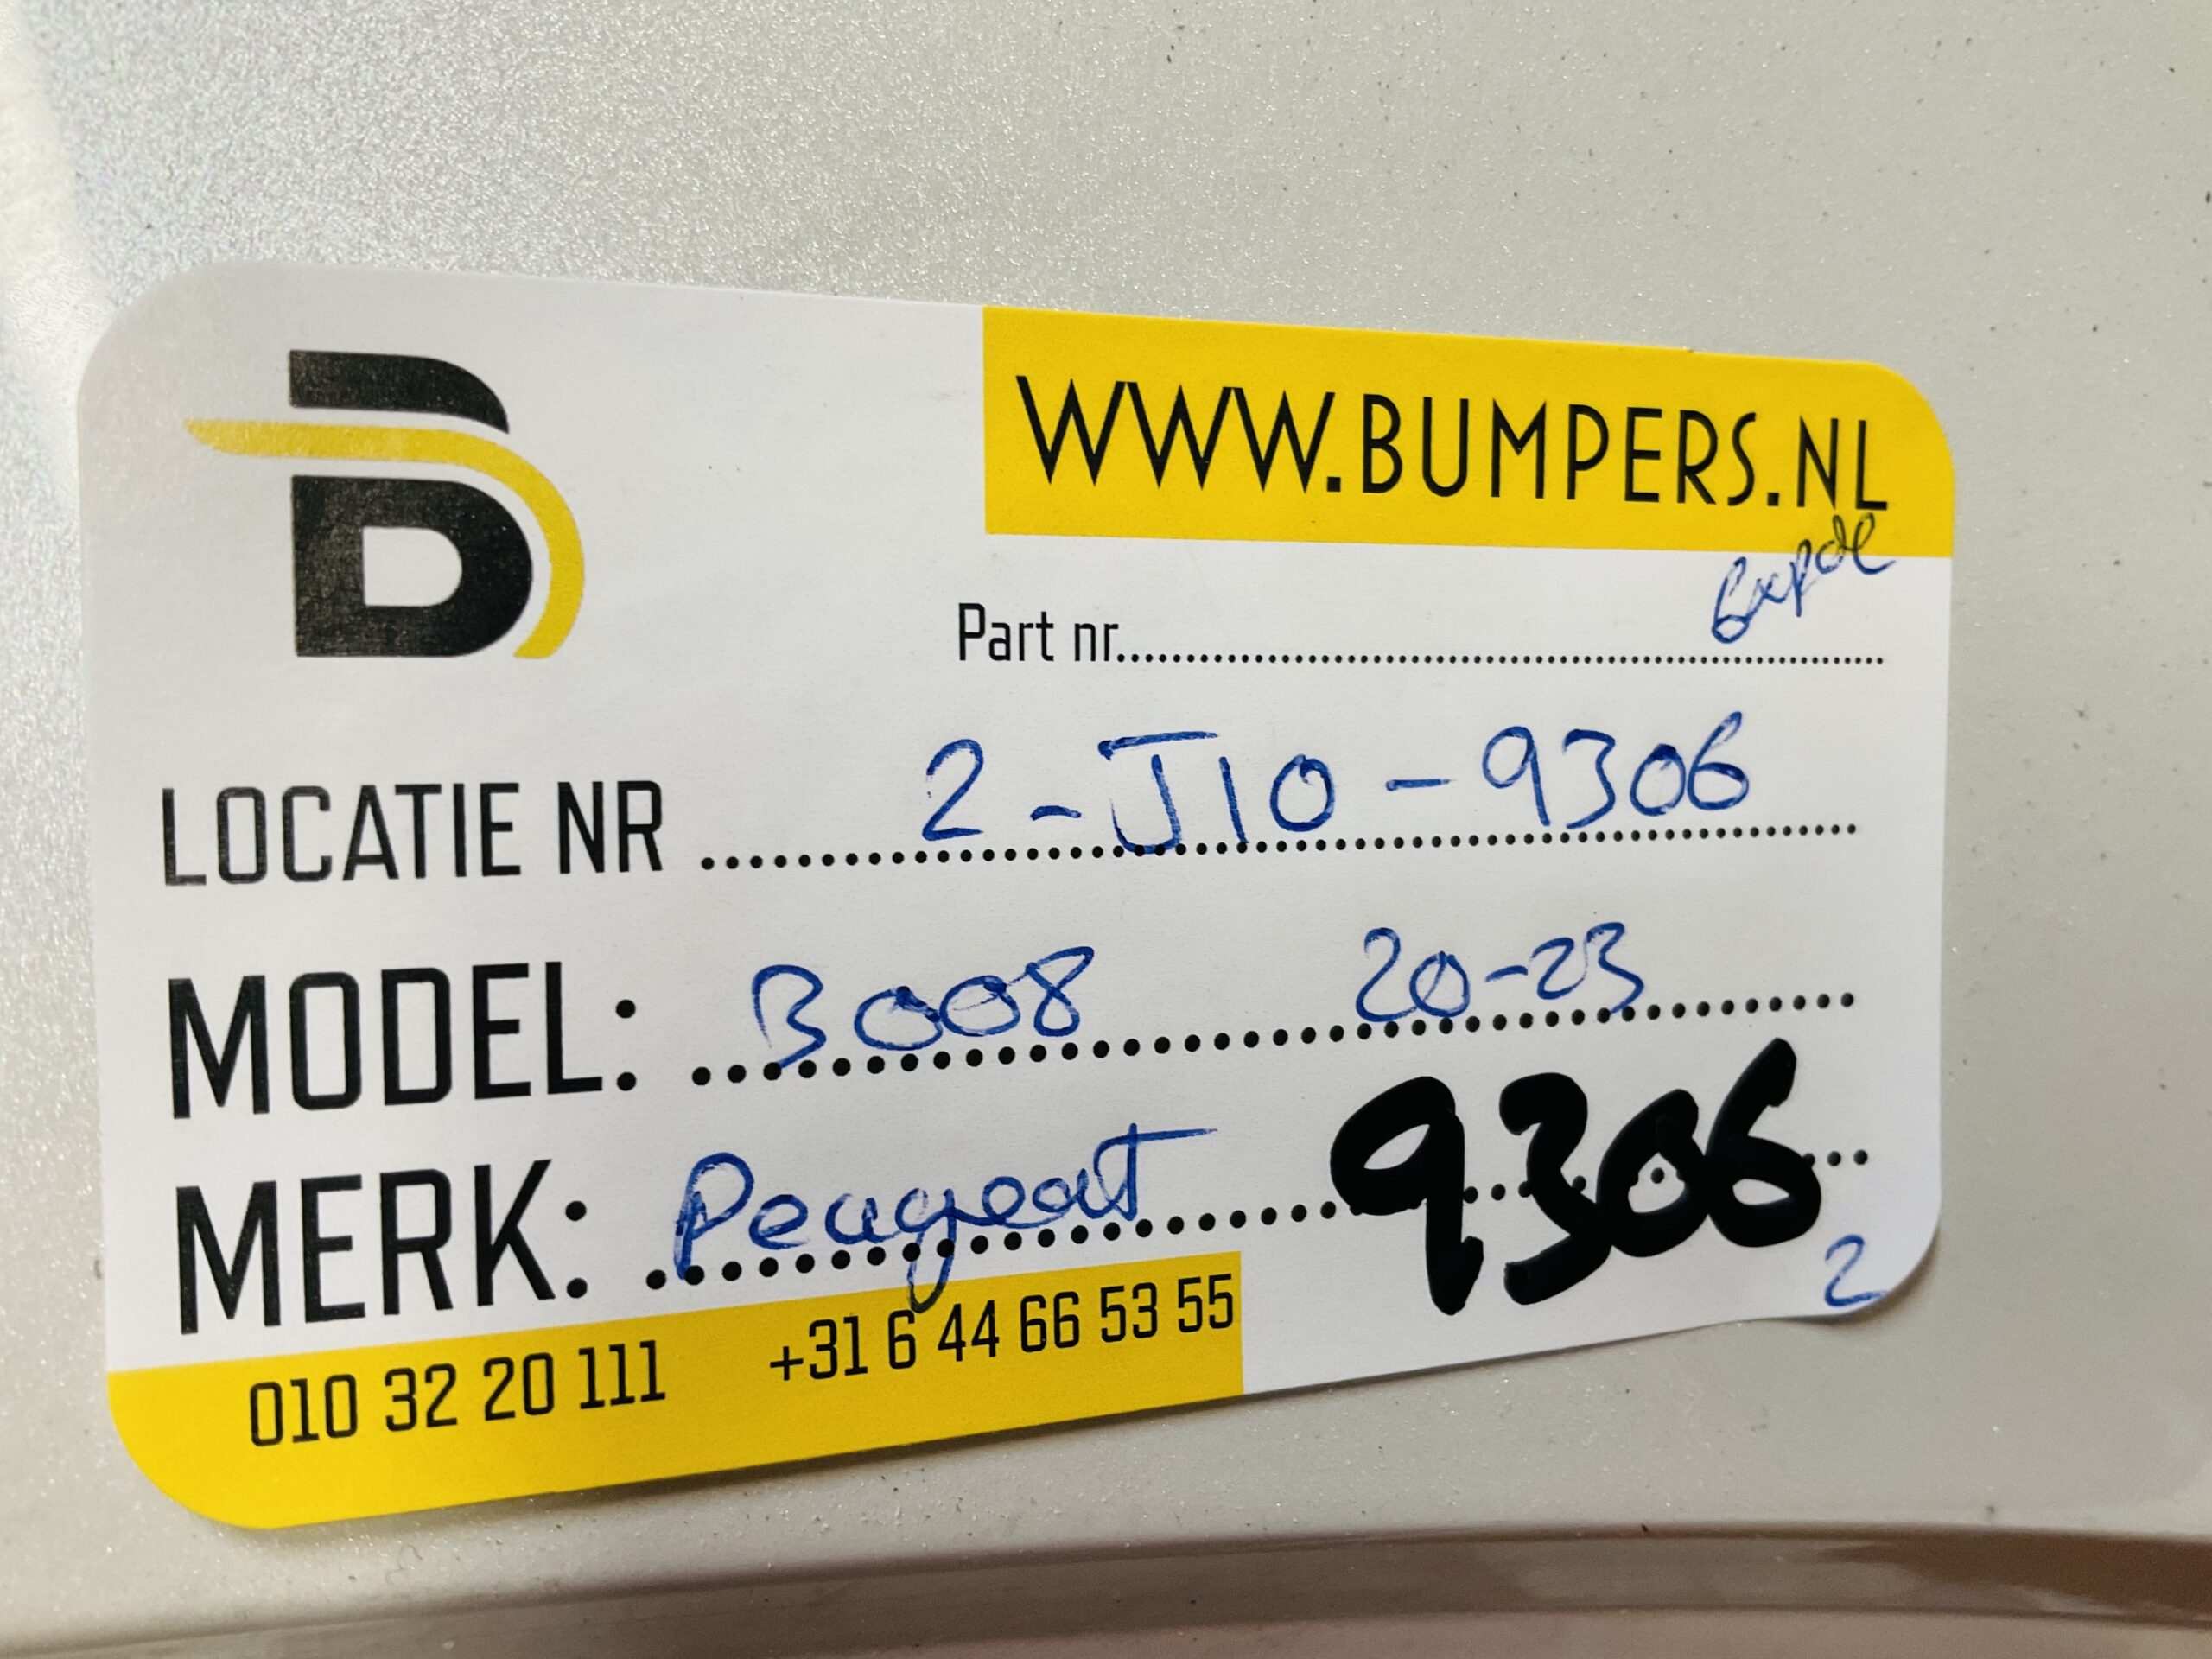 B
WWW.BUMPERS.NL
6xpdc
Part nr.
LOCATIE NR 2-J10-9306
MODEL: 3008 20-23
MERK: Peugeot 9306
2
010 32 20 111 +31 6 44 66 53 55